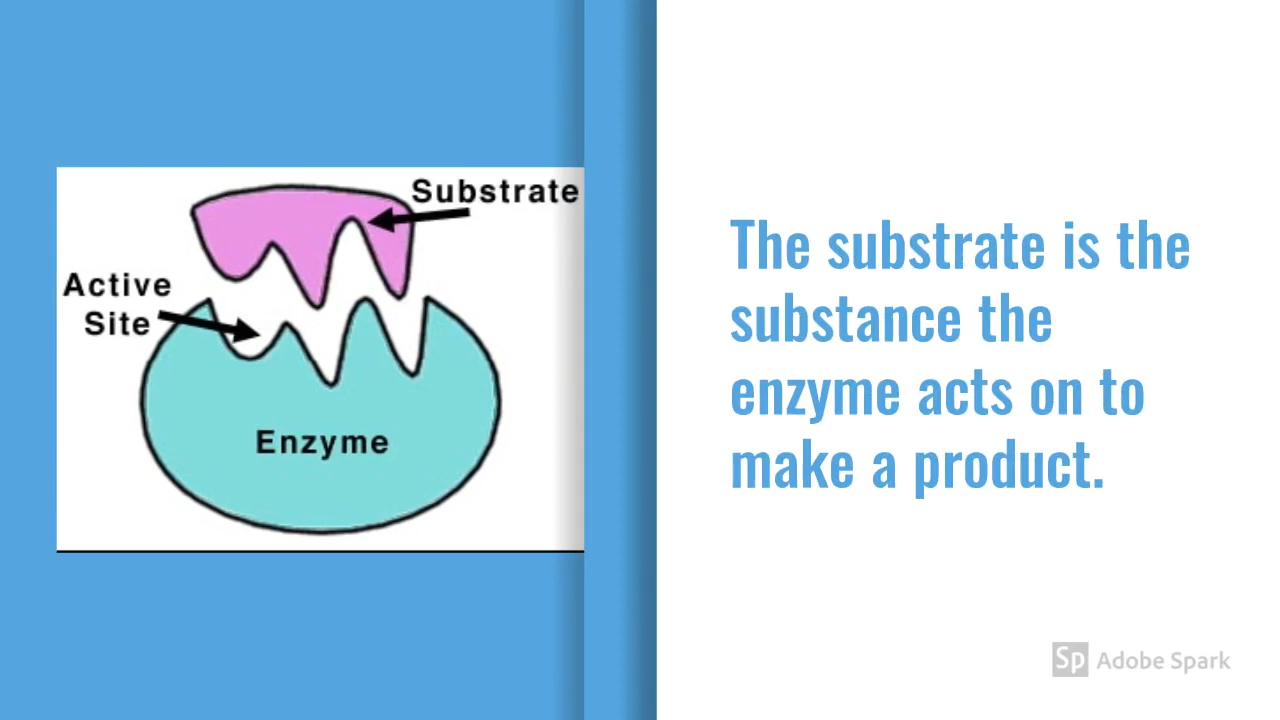 Substrate
Active
Site
Enzyme
The substrate is the
substance the
enzyme acts on to
make a product.
Sp Adobe Spark